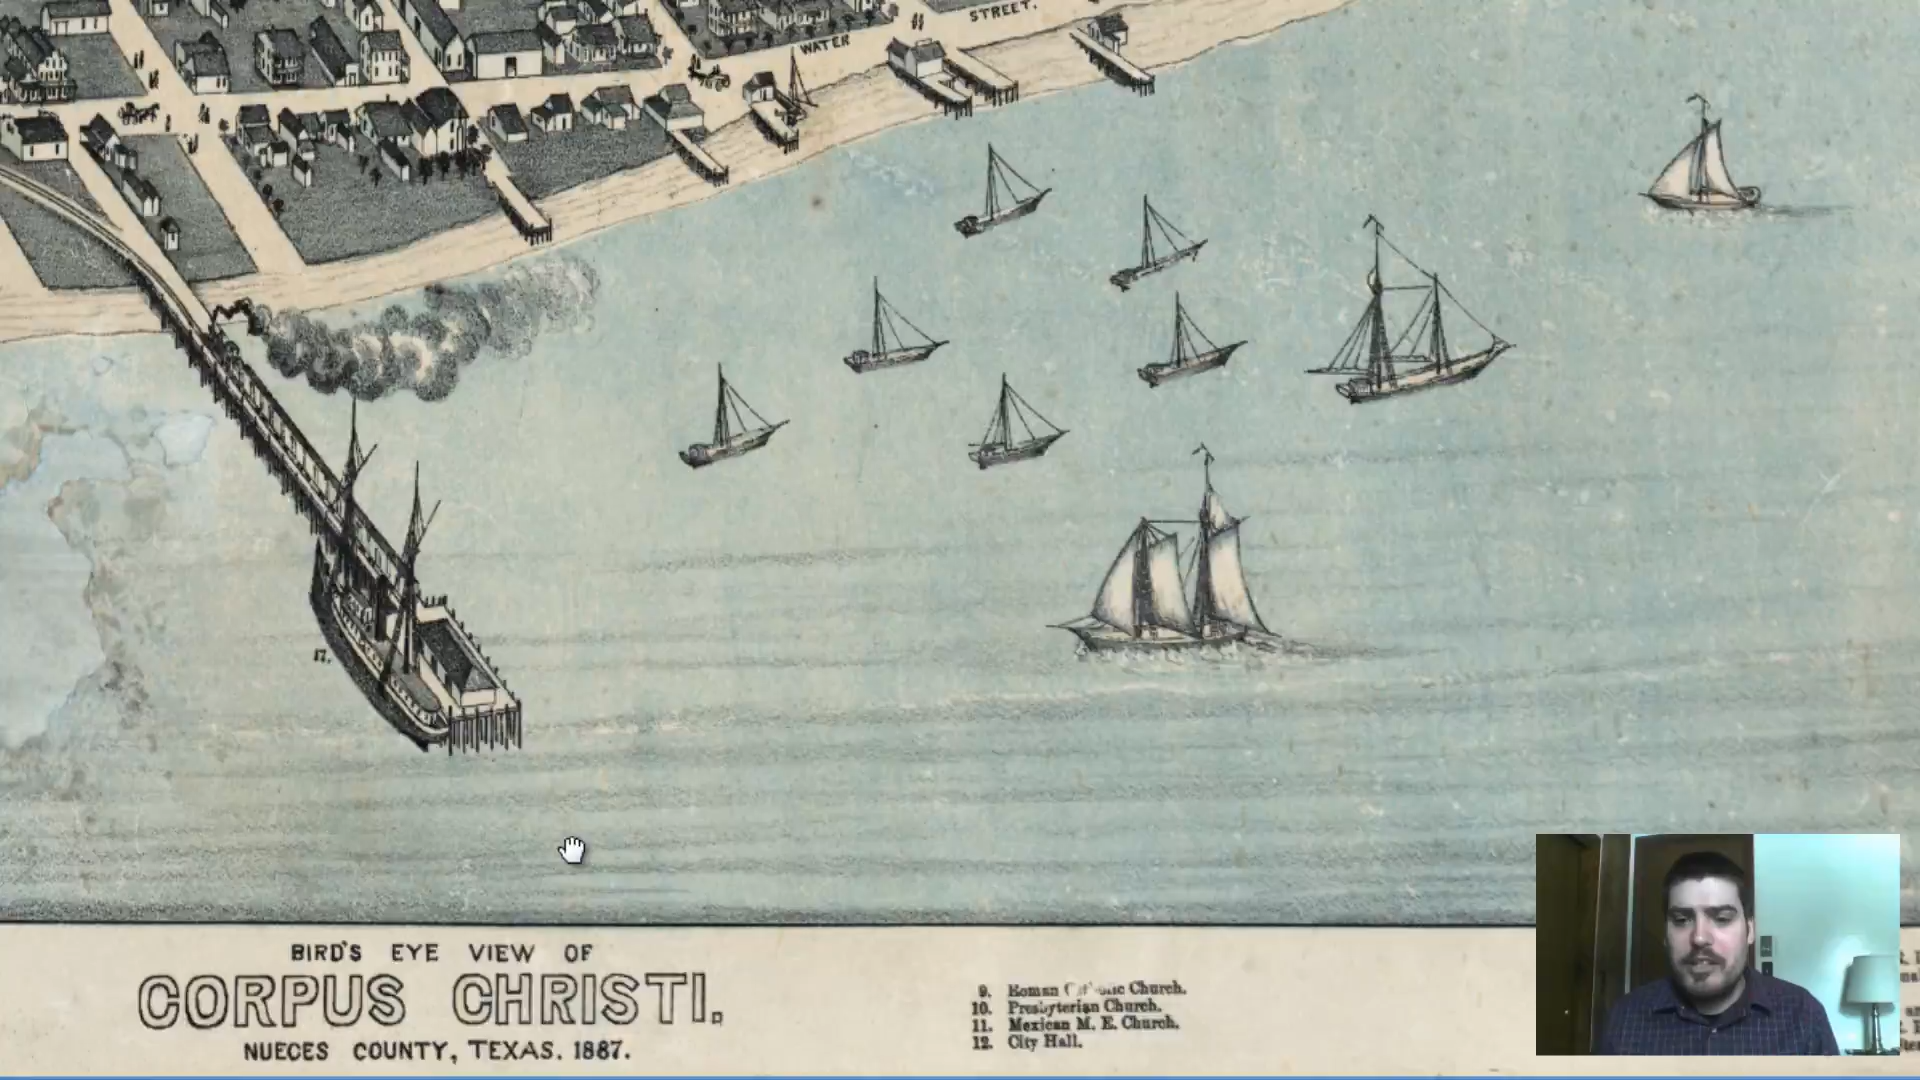 STREET.
WATER
17.
BIRD'S EYE VIEW OF
CORPUS CHRISTI.
NUECES COUNTY, TEXAS. 1887.
9. Roman Church.
10. Presbyterian Church.
11. Mexican M. E. Church.
12. City Hall.